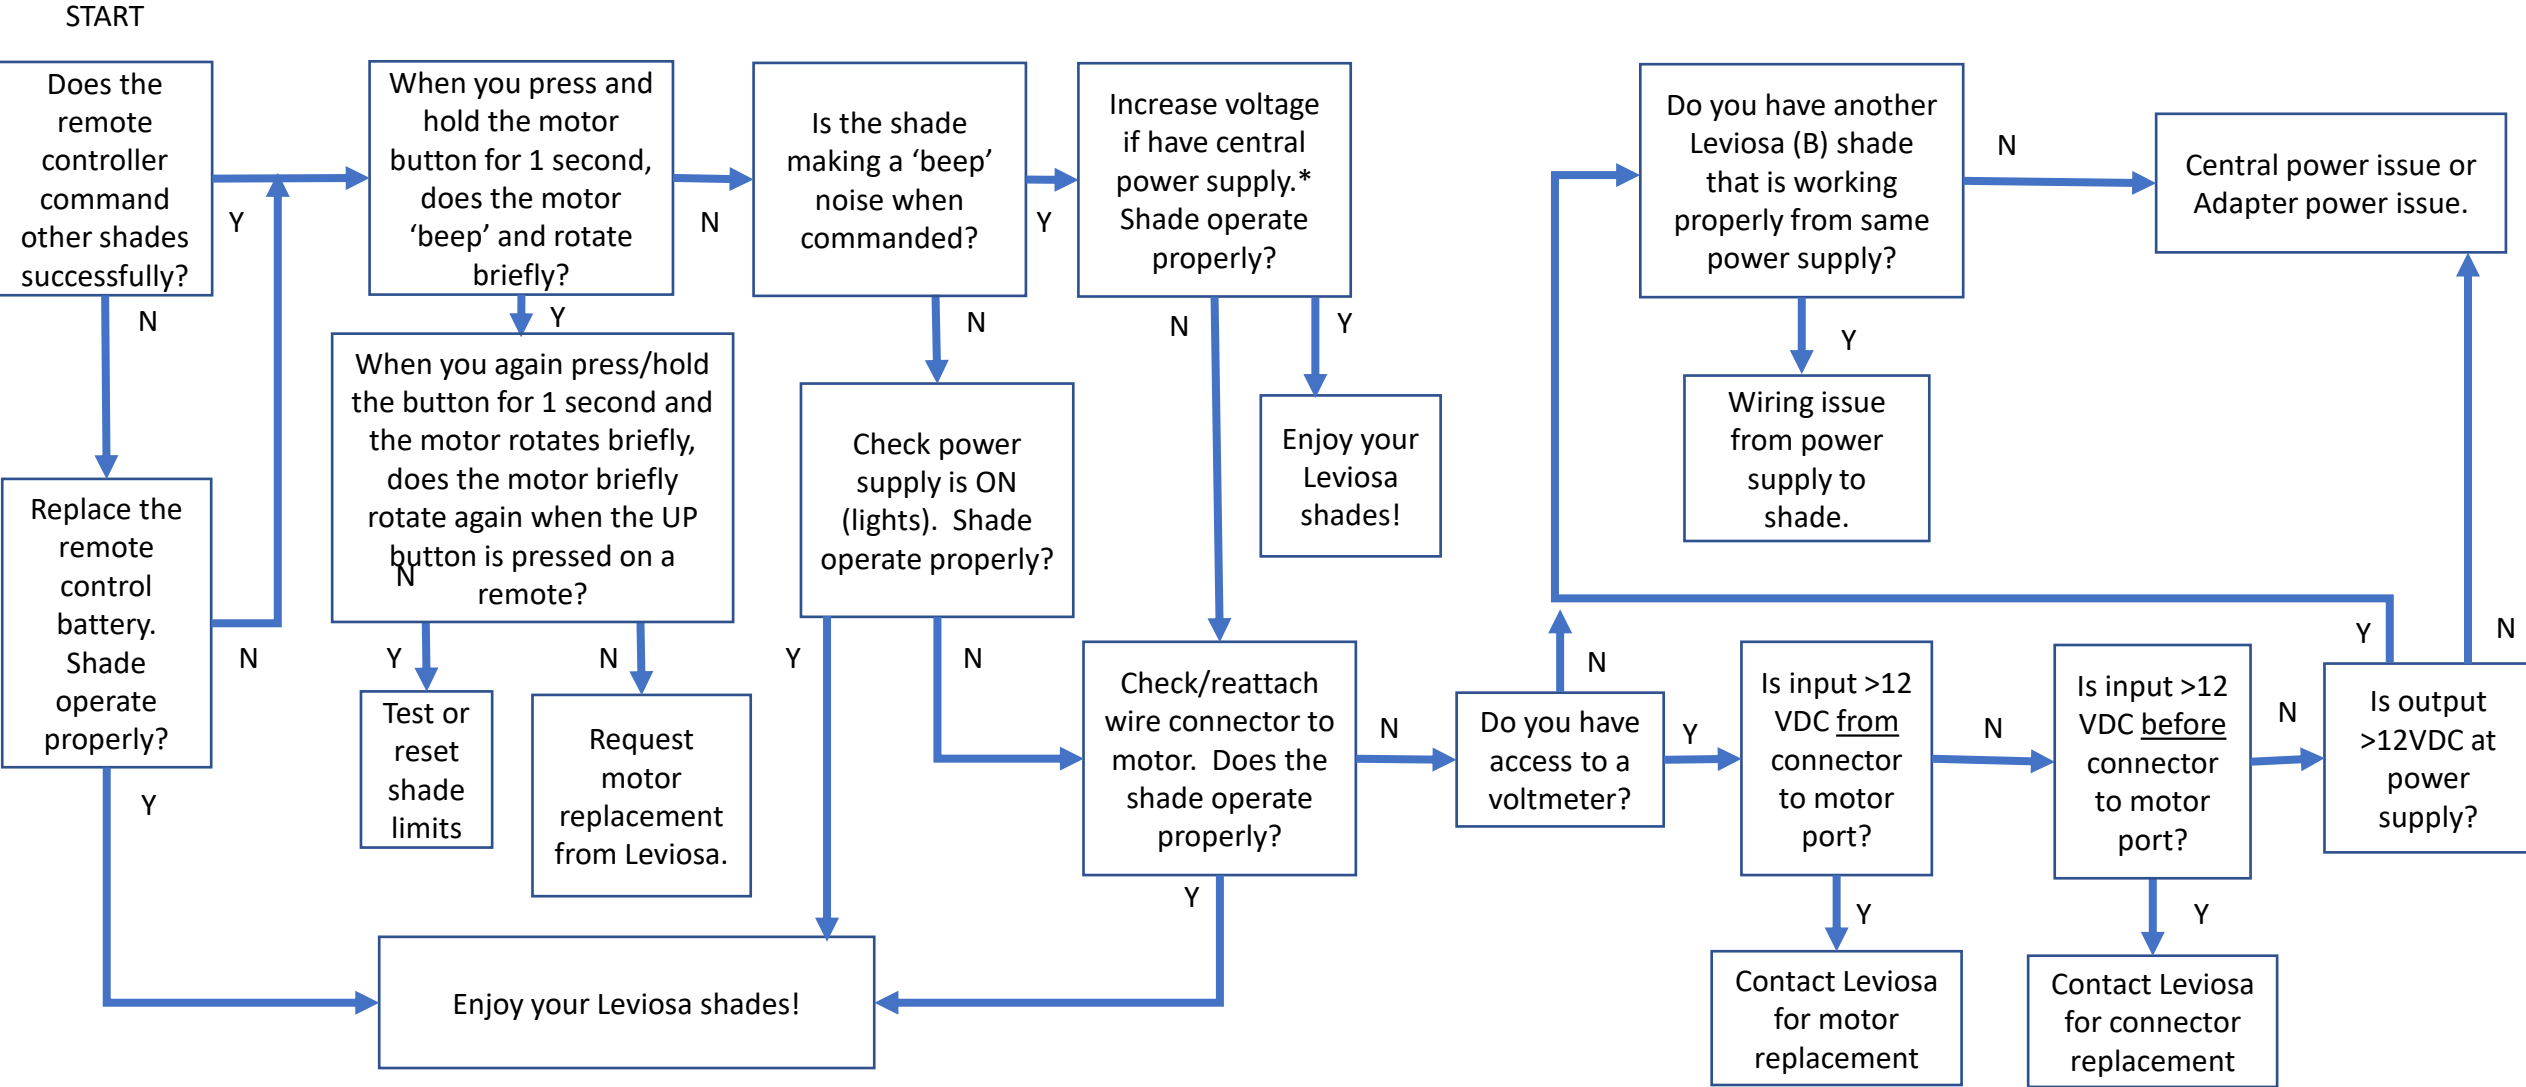 START
Does the
remote
controller
command
other shades
successfully?
Y
N
Replace the
remote
control
battery.
Shade
operate
properly?
N
Y
When you press and
hold the motor
button for 1 second,
does the motor
‘beep’ and rotate
briefly?
N
Y
When you again press/hold
the button for 1 second and
the motor rotates briefly,
does the motor briefly
rotate again when the UP
button is pressed on a
remote?
N
Y
N
Test or
reset
shade
limits
Request
motor
replacement
from Leviosa.
Is the shade
making a ‘beep’
noise when
commanded?
Y
N
Check power
supply is ON
(lights).  Shade
operate properly?
Y
N
Enjoy your Leviosa shades!
Increase voltage
if have central
power supply.*
Shade operate
properly?
N
Y
Enjoy your
Leviosa
shades!
Check/reattach
wire connector to
motor.  Does the
shade operate
properly?
N
Y
Do you have
access to a
voltmeter?
N
Y
Is input >12
VDC from
connector
to motor
port?
N
Y
Contact Leviosa
for motor
replacement
Is input >12
VDC before
connector
to motor
port?
N
Y
Contact Leviosa
for connector
replacement
Is output
>12VDC at
power
supply?
Y
N
Do you have another
Leviosa (B) shade
that is working
properly from same
power supply?
N
Y
Wiring issue
from power
supply to
shade.
Central power issue or
Adapter power issue.